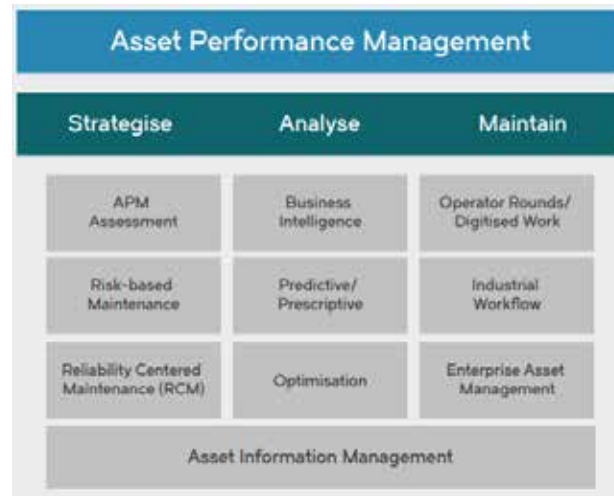 Asset Performance Management
Strategise
Analyse
Maintain
APM
Assessment
Business
Intelligence
Operator Rounds/
Digitised Work
Risk-based
Maintenance
Predictive/
Prescriptive
Industrial
Workflow
Reliability Centered
Maintenance (RCM)
Optimisation
Enterprise Asset
Management
Asset Information Management